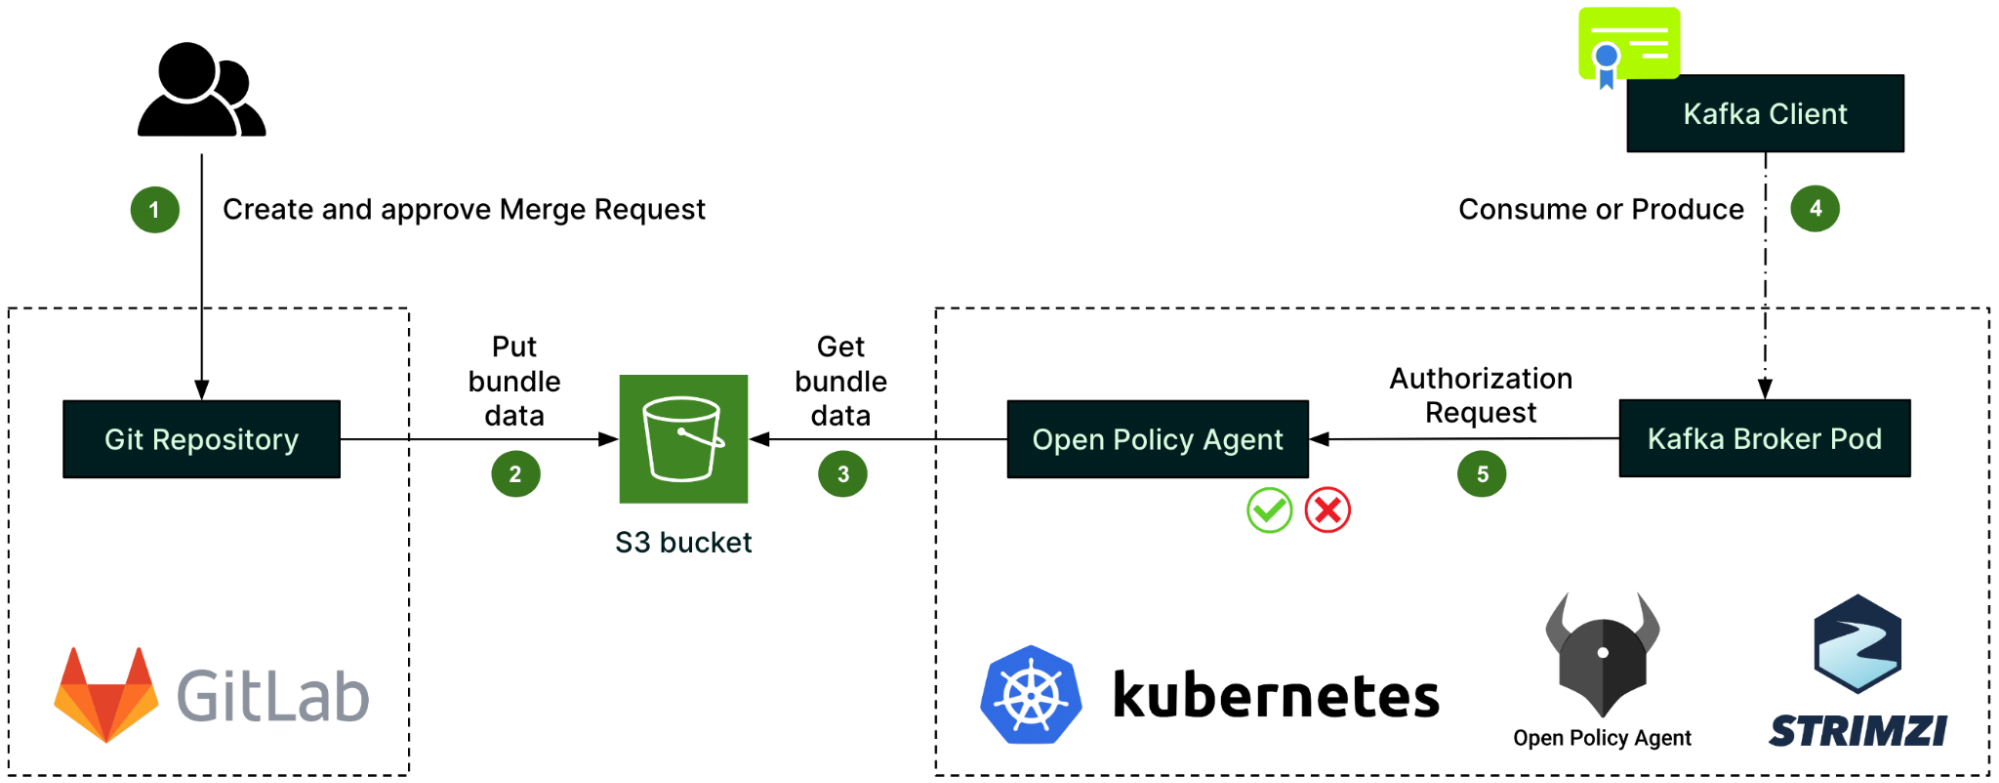 Kafka Client
1
Create and approve Merge Request
Consume or Produce
4
Put
bundle
data
Get
bundle
data
Authorization
Request
Git Repository
Open Policy Agent
Kafka Broker Pod
2
3
5
S3 bucket
GitLab
kubernetes
Open Policy Agent
STRIMZI